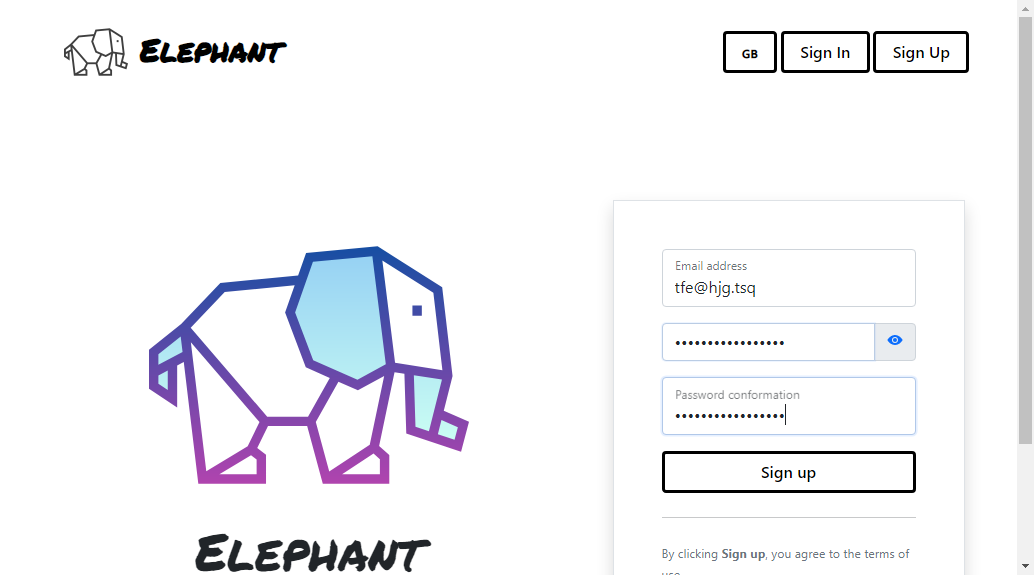 Elephant
GB
Sign In
Sign Up
Email address
tfe@hjg.tsq
•••••••••••••••••
Password conformation
•••••••••••••••••
Sign up
By clicking Sign up, you agree to the terms of
use.
Elephant